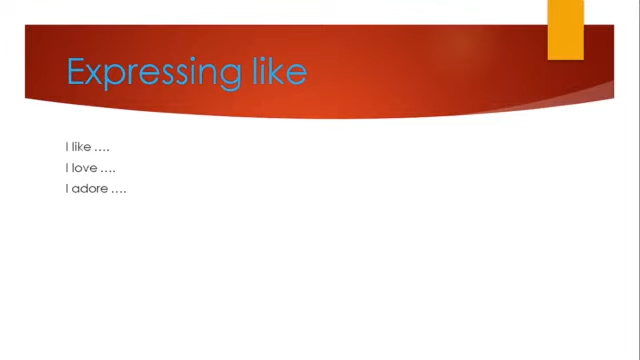 Expressing like
I like ....
I love ....
I adore ....